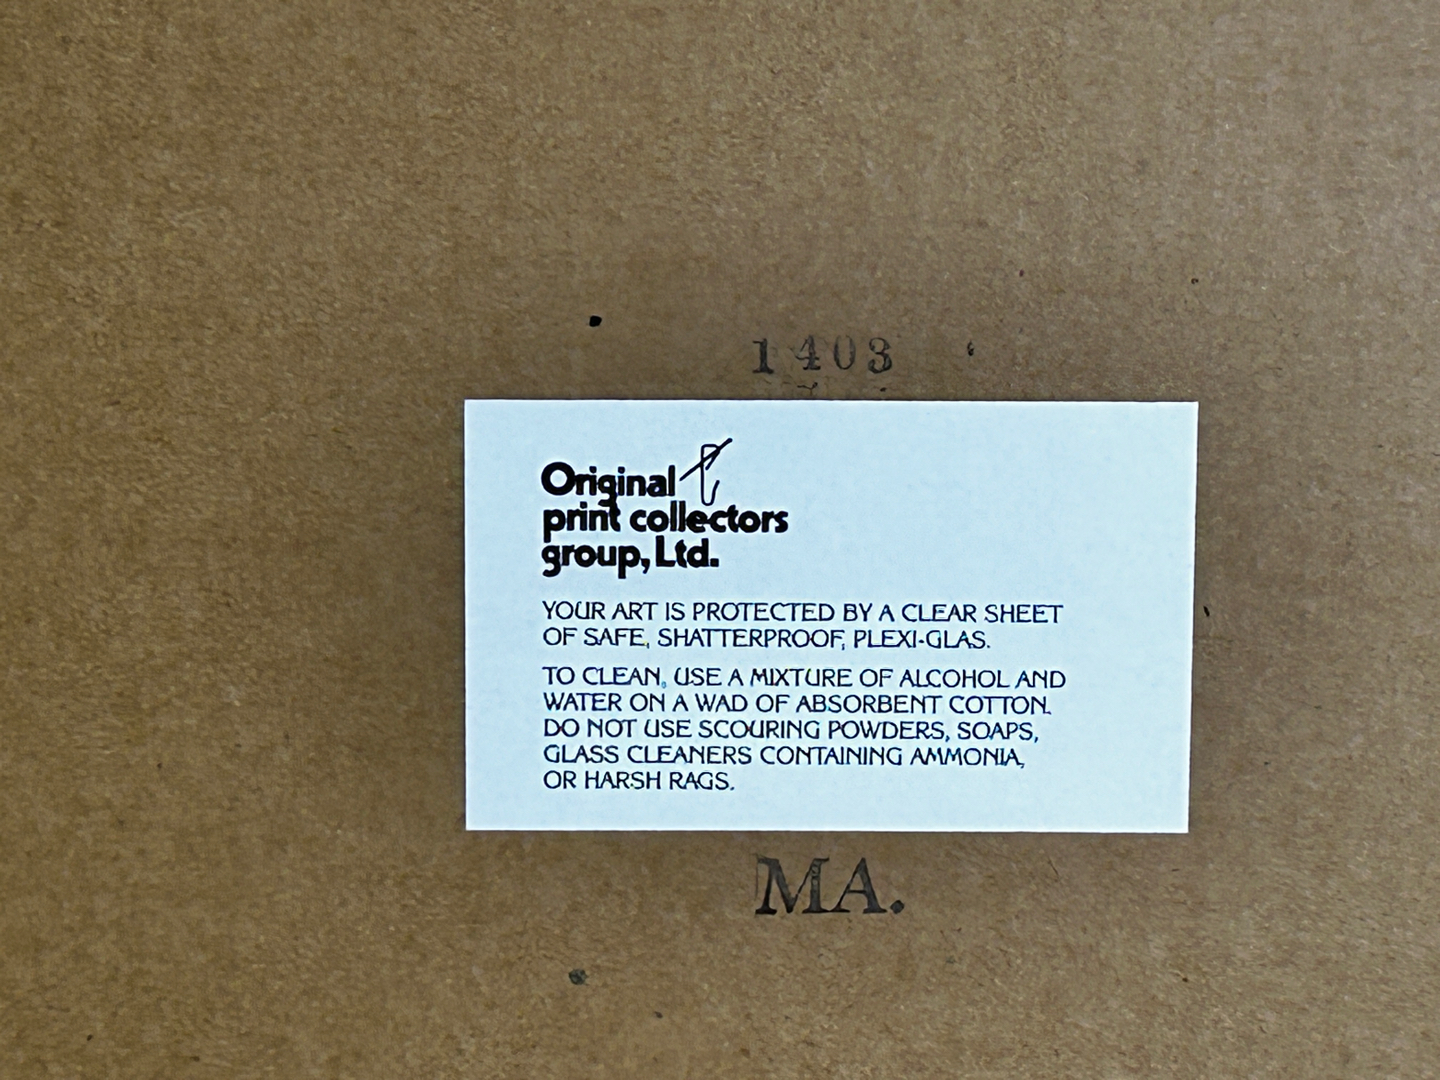 1403
Original
print collectors
group, Ltd.
YOUR ART IS PROTECTED BY A CLEAR SHEET
OF SAFE, SHATTERPROOF, PLEXI-GLAS.
TO CLEAN, USE A MIXTURE OF ALCOHOL AND
WATER ON A WAD OF ABSORBENT COTTON.
DO NOT USE SCOURING POWDERS, SOAPS,
GLASS CLEANERS CONTAINING AMMONIA,
OR HARSH RAGS.
MA.